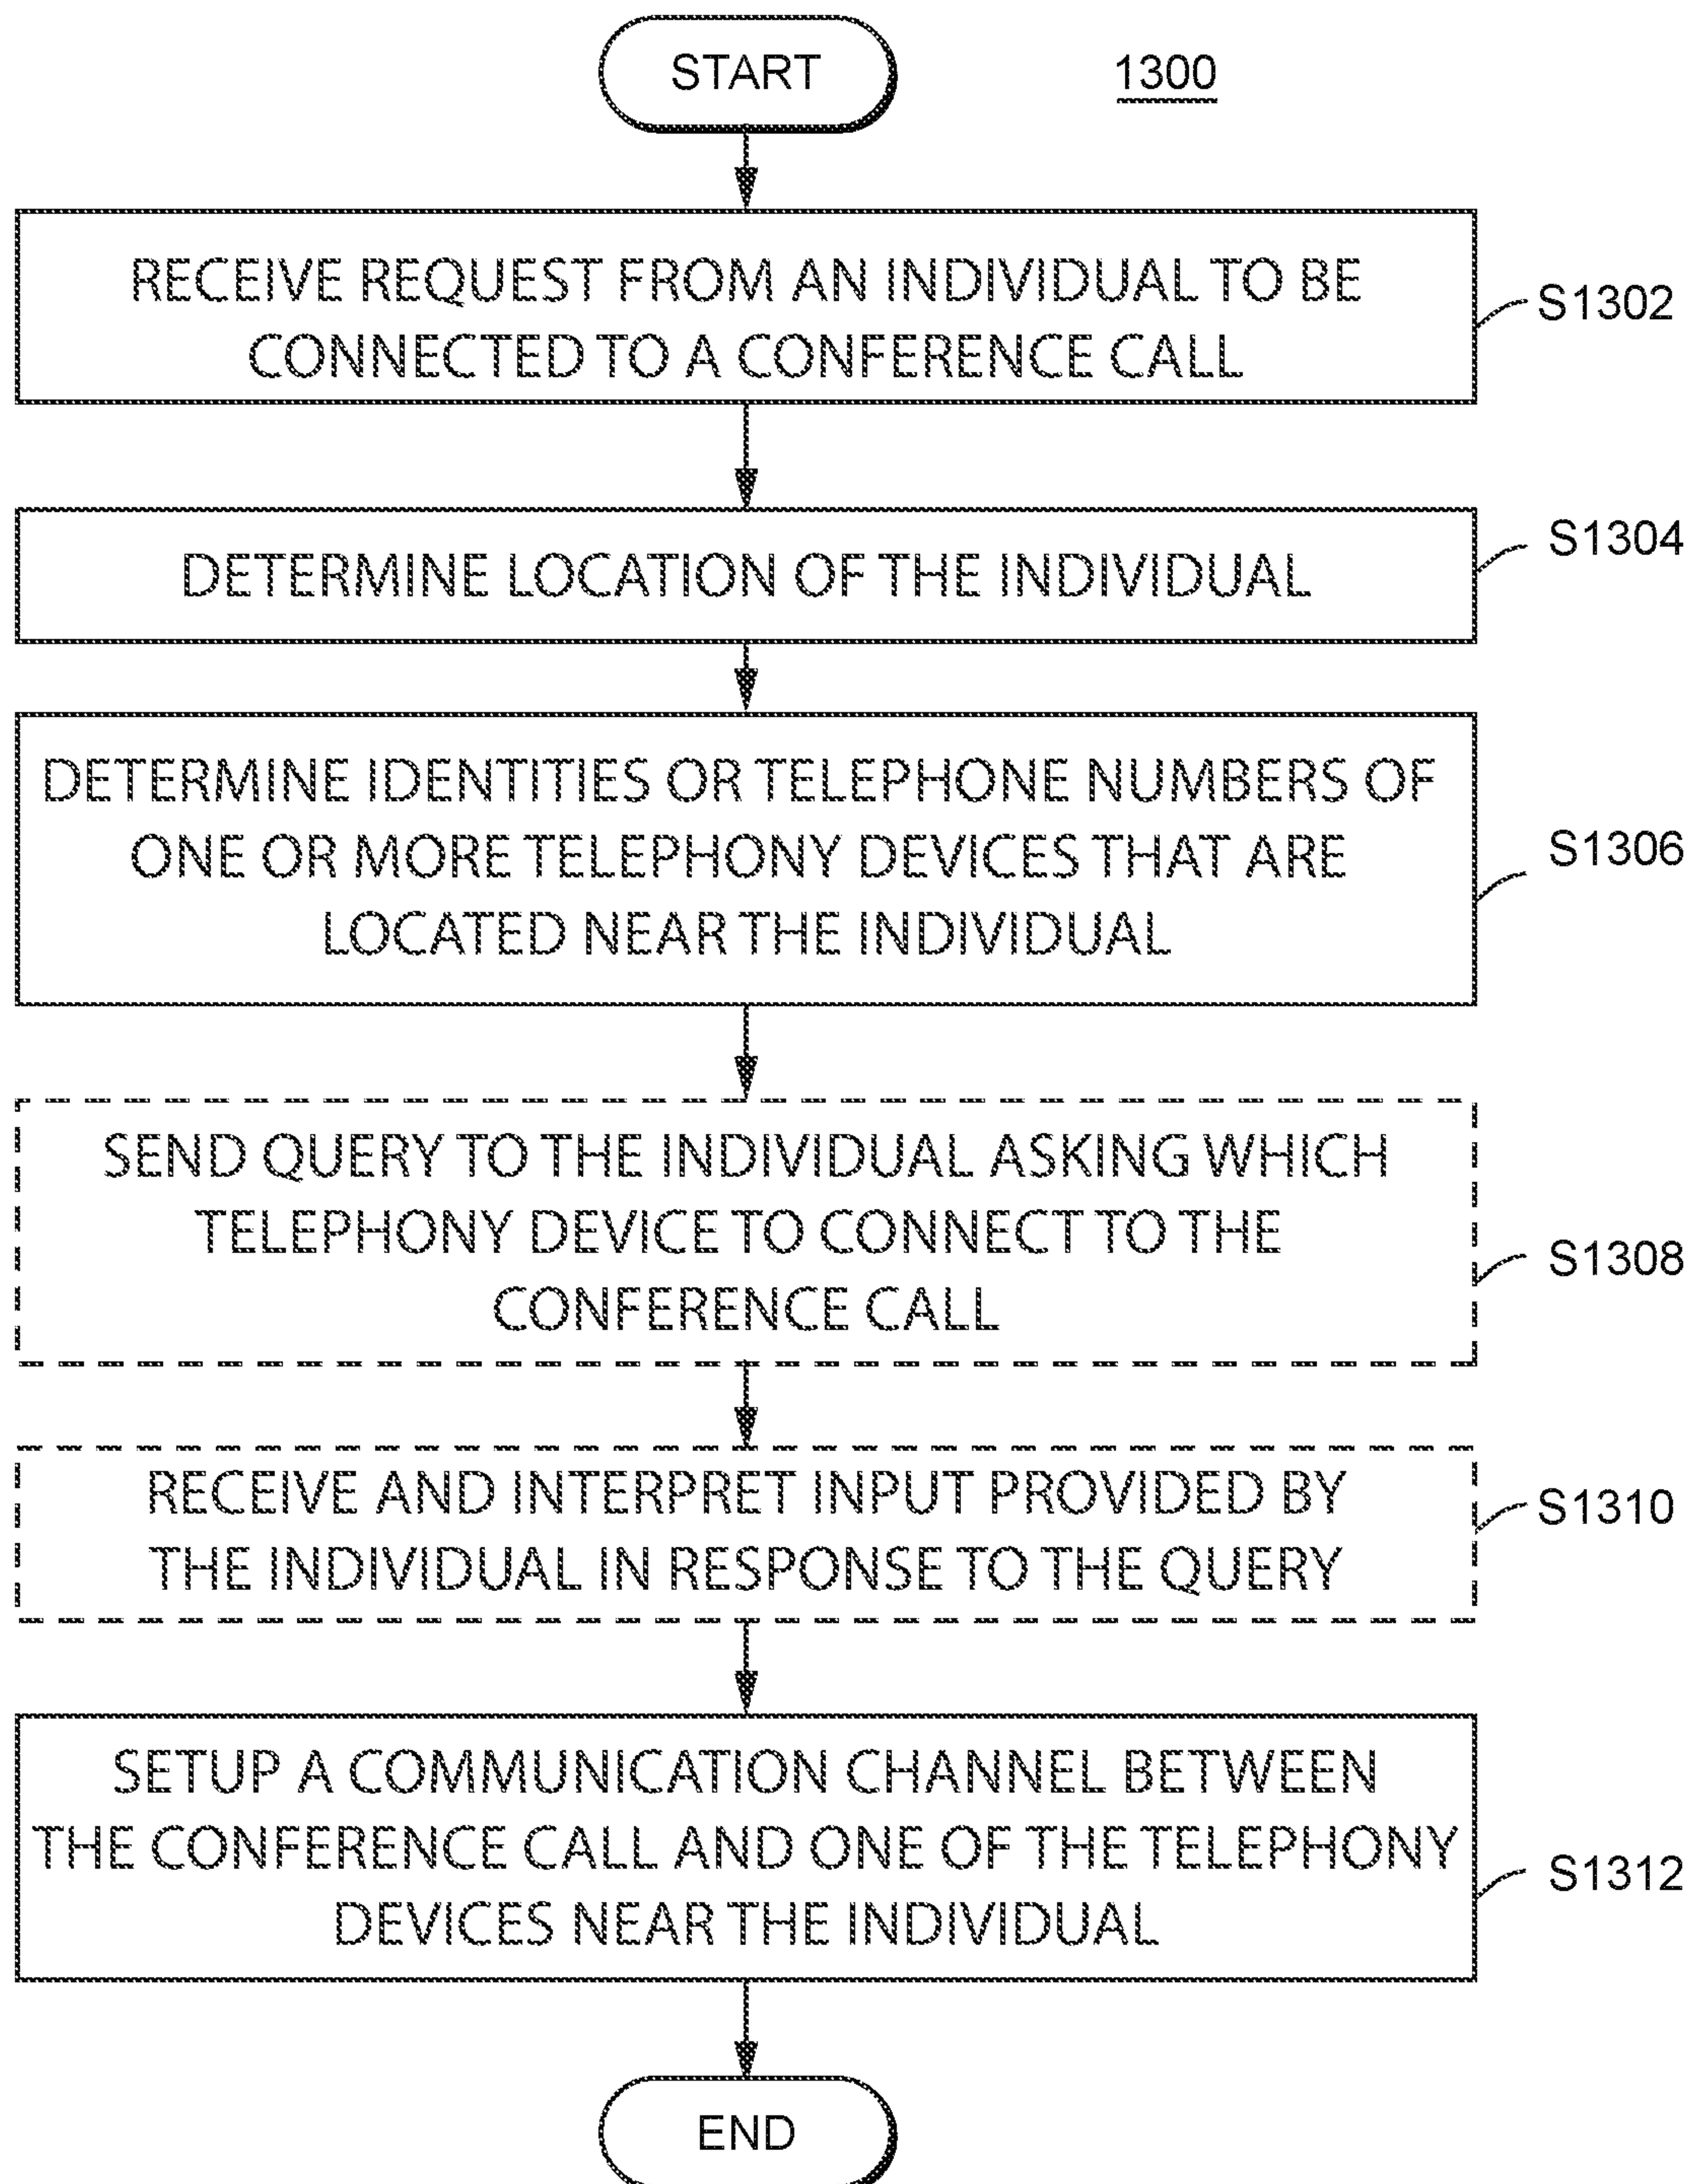 START
1300
RECEIVE REQUEST FROM AN INDIVIDUAL TO BE
CONNECTED TO A CONFERENCE CALL
S1302
DETERMINE LOCATION OF THE INDIVIDUAL
S1304
DETERMINE IDENTITIES OR TELEPHONE NUMBERS OF
ONE OR MORE TELEPHONY DEVICES THAT ARE
LOCATED NEAR THE INDIVIDUAL
S1306
SEND QUERY TO THE INDIVIDUAL ASKING WHICH
TELEPHONY DEVICE TO CONNECT TO THE
CONFERENCE CALL
S1308
RECEIVE AND INTERPRET INPUT PROVIDED BY
THE INDIVIDUAL IN RESPONSE TO THE QUERY
S1310
SETUP A COMMUNICATION CHANNEL BETWEEN
THE CONFERENCE CALL AND ONE OF THE TELEPHONY
DEVICES NEAR THE INDIVIDUAL
S1312
END